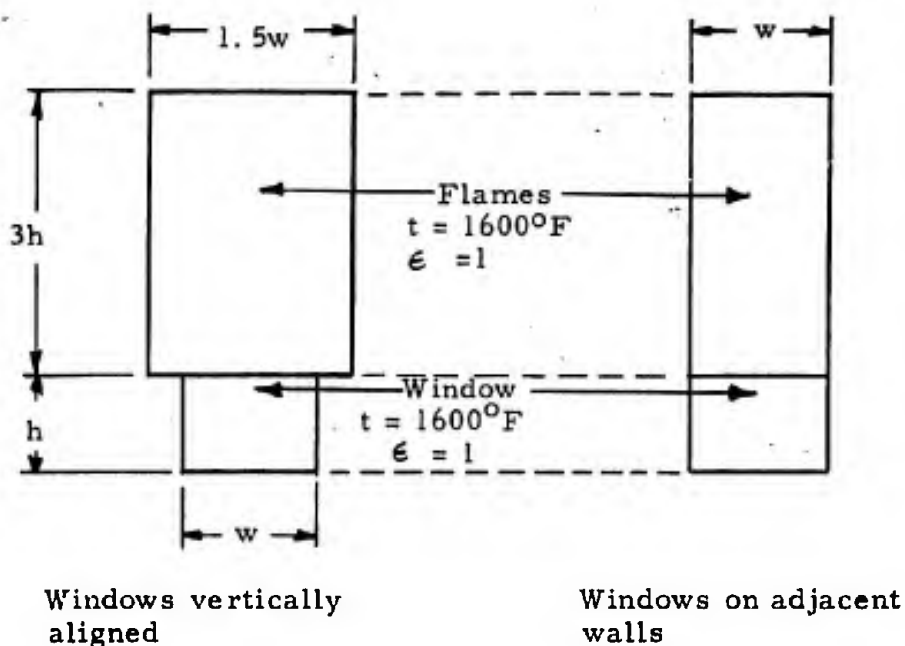 1.5w
w
3h
Flames
t = 1600°F
ϵ = 1
h
Window
t = 1600°F
ϵ = 1
w
Windows vertically
aligned
Windows on adjacent
walls